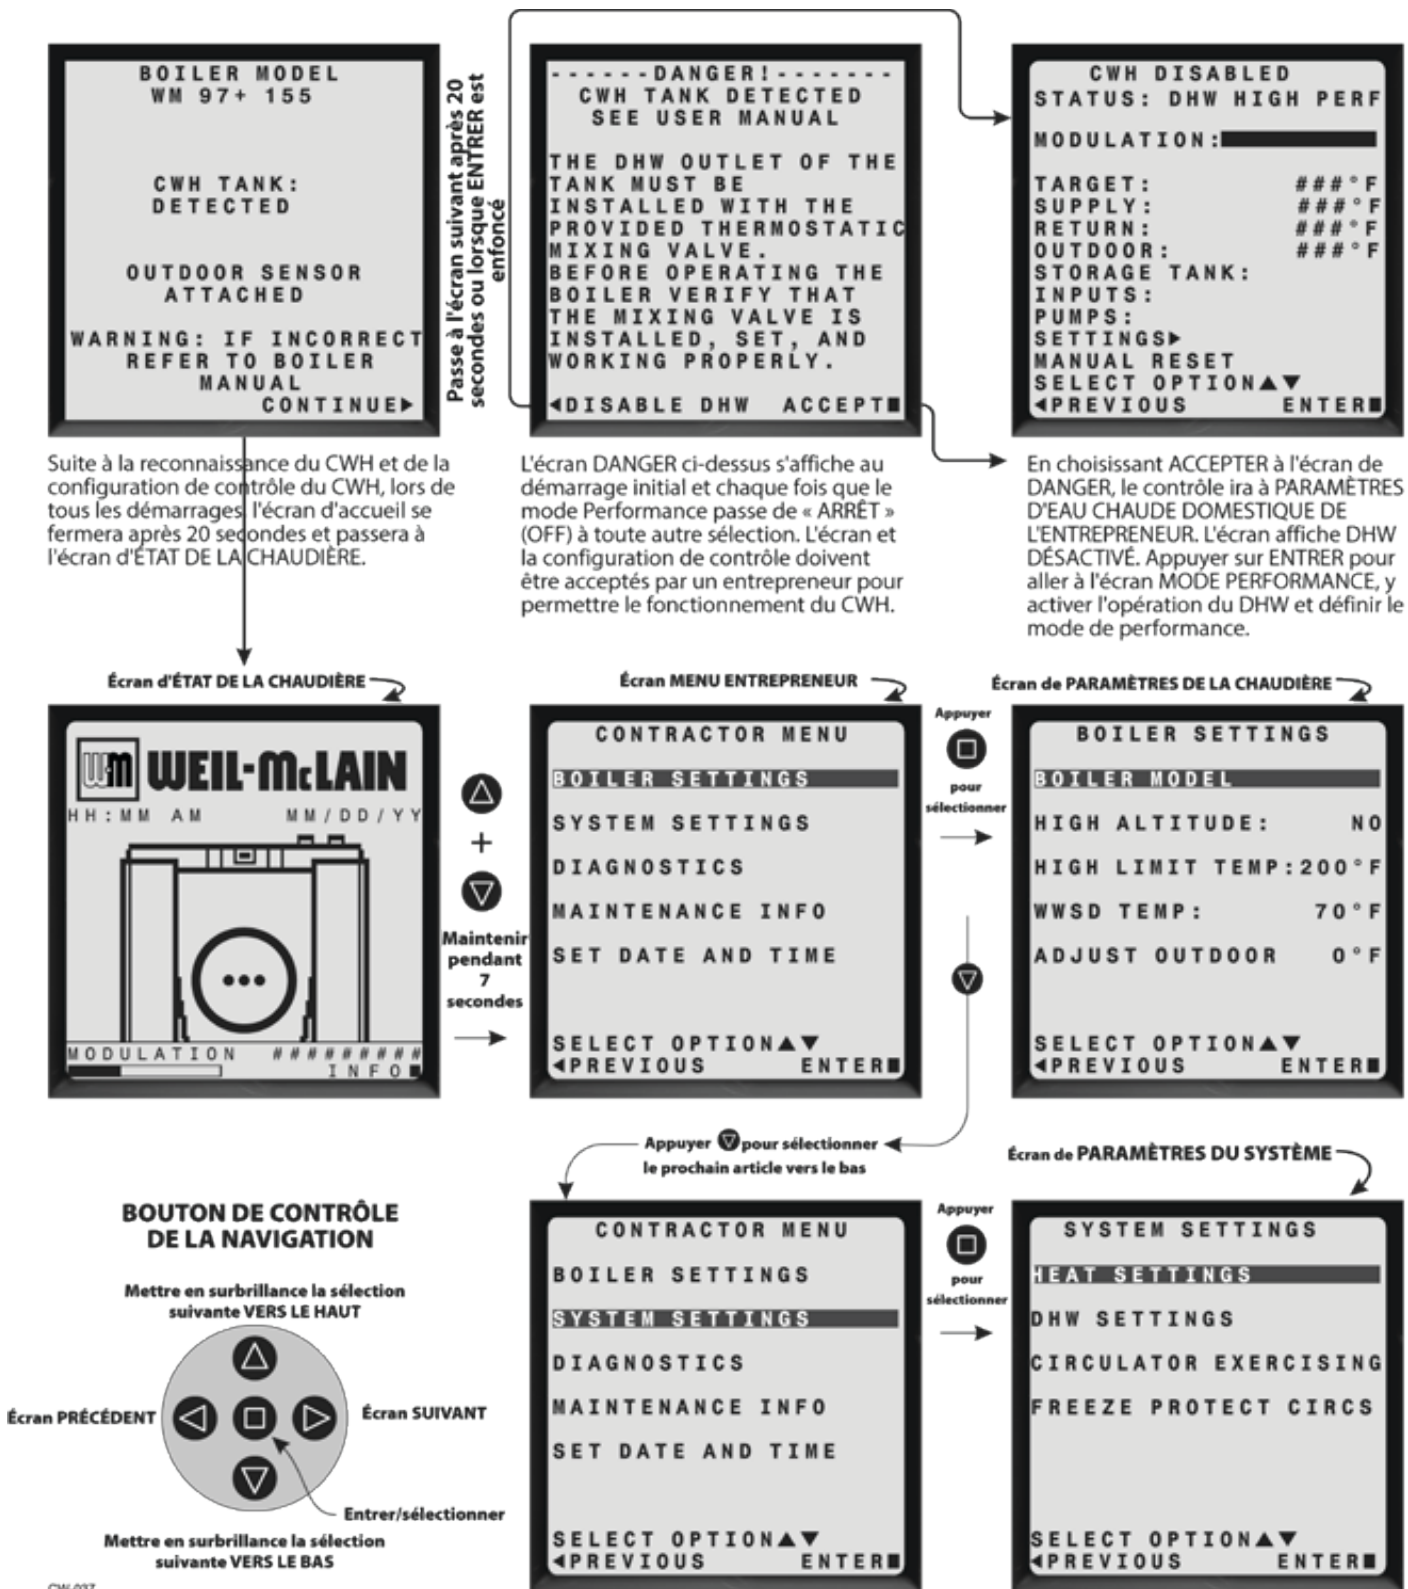 BOILER MODEL
WM 97+ 155
CWH TANK:
DETECTED
OUTDOOR SENSOR
ATTACHED
WARNING: IF INCORRECT
REFER TO BOILER
MANUAL
CONTINUE▶
Passe à l'écran suivant après 20
secondes ou lorsque ENTRER est
enfoncé
------DANGER!-------
CWH TANK DETECTED
SEE USER MANUAL
THE DHW OUTLET OF THE
TANK MUST BE
INSTALLED WITH THE
PROVIDED THERMOSTATIC
MIXING VALVE.
BEFORE OPERATING THE
BOILER VERIFY THAT
THE MIXING VALVE IS
INSTALLED, SET, AND
WORKING PROPERLY.
◀DISABLE DHW ACCEPT■
CWH DISABLED
STATUS: DHW HIGH PERF
MODULATION:
TARGET: ###°F
SUPPLY: ###°F
RETURN: ###°F
OUTDOOR: ###°F
STORAGE TANK:
INPUTS:
PUMPS:
SETTINGS▶
MANUAL RESET
SELECT OPTION▲▼
◀PREVIOUS ENTER■
Suite à la reconnaissance du CWH et de la
configuration de contrôle du CWH, lors de
tous les démarrages, l'écran d'accueil se
fermera après 20 secondes et passera à
l'écran d'ÉTAT DE LA CHAUDIÈRE.
L'écran DANGER ci-dessus s'affiche au
démarrage initial et chaque fois que le
mode Performance passe de « ARRÊT »
(OFF) à toute autre sélection. L'écran et
la configuration de contrôle doivent
être acceptés par un entrepreneur pour
permettre le fonctionnement du CWH.
En choisissant ACCEPTER à l'écran de
DANGER, le contrôle ira à PARAMÈTRES
D'EAU CHAUDE DOMESTIQUE DE
L'ENTREPRENEUR. L'écran affiche DHW
DÉSACTIVÉ. Appuyer sur ENTRER pour
aller à l'écran MODE PERFORMANCE, y
activer l'opération du DHW et définir le
mode de performance.
Écran d'ÉTAT DE LA CHAUDIÈRE
W·m WEIL-McLAIN
HH:MM AM MM/DD/YY
MODULATION #########
INFO■
+
Maintenir
pendant
7
secondes
Écran MENU ENTREPRENEUR
CONTRACTOR MENU
BOILER SETTINGS
SYSTEM SETTINGS
DIAGNOSTICS
MAINTENANCE INFO
SET DATE AND TIME
SELECT OPTION▲▼
◀PREVIOUS ENTER■
Appuyer
pour
sélectionner
Écran de PARAMÈTRES DE LA CHAUDIÈRE
BOILER SETTINGS
BOILER MODEL
HIGH ALTITUDE: NO
HIGH LIMIT TEMP:200°F
WWSD TEMP: 70°F
ADJUST OUTDOOR 0°F
SELECT OPTION▲▼
◀PREVIOUS ENTER■
Appuyer pour sélectionner
le prochain article vers le bas
BOUTON DE CONTRÔLE
DE LA NAVIGATION
Mettre en surbrillance la sélection
suivante VERS LE HAUT
Écran PRÉCÉDENT
Écran SUIVANT
Entrer/sélectionner
Mettre en surbrillance la sélection
suivante VERS LE BAS
CONTRACTOR MENU
BOILER SETTINGS
SYSTEM SETTINGS
DIAGNOSTICS
MAINTENANCE INFO
SET DATE AND TIME
SELECT OPTION▲▼
◀PREVIOUS ENTER■
Appuyer
pour
sélectionner
Écran de PARAMÈTRES DU SYSTÈME
SYSTEM SETTINGS
HEAT SETTINGS
DHW SETTINGS
CIRCULATOR EXERCISING
FREEZE PROTECT CIRCS
SELECT OPTION▲▼
◀PREVIOUS ENTER■